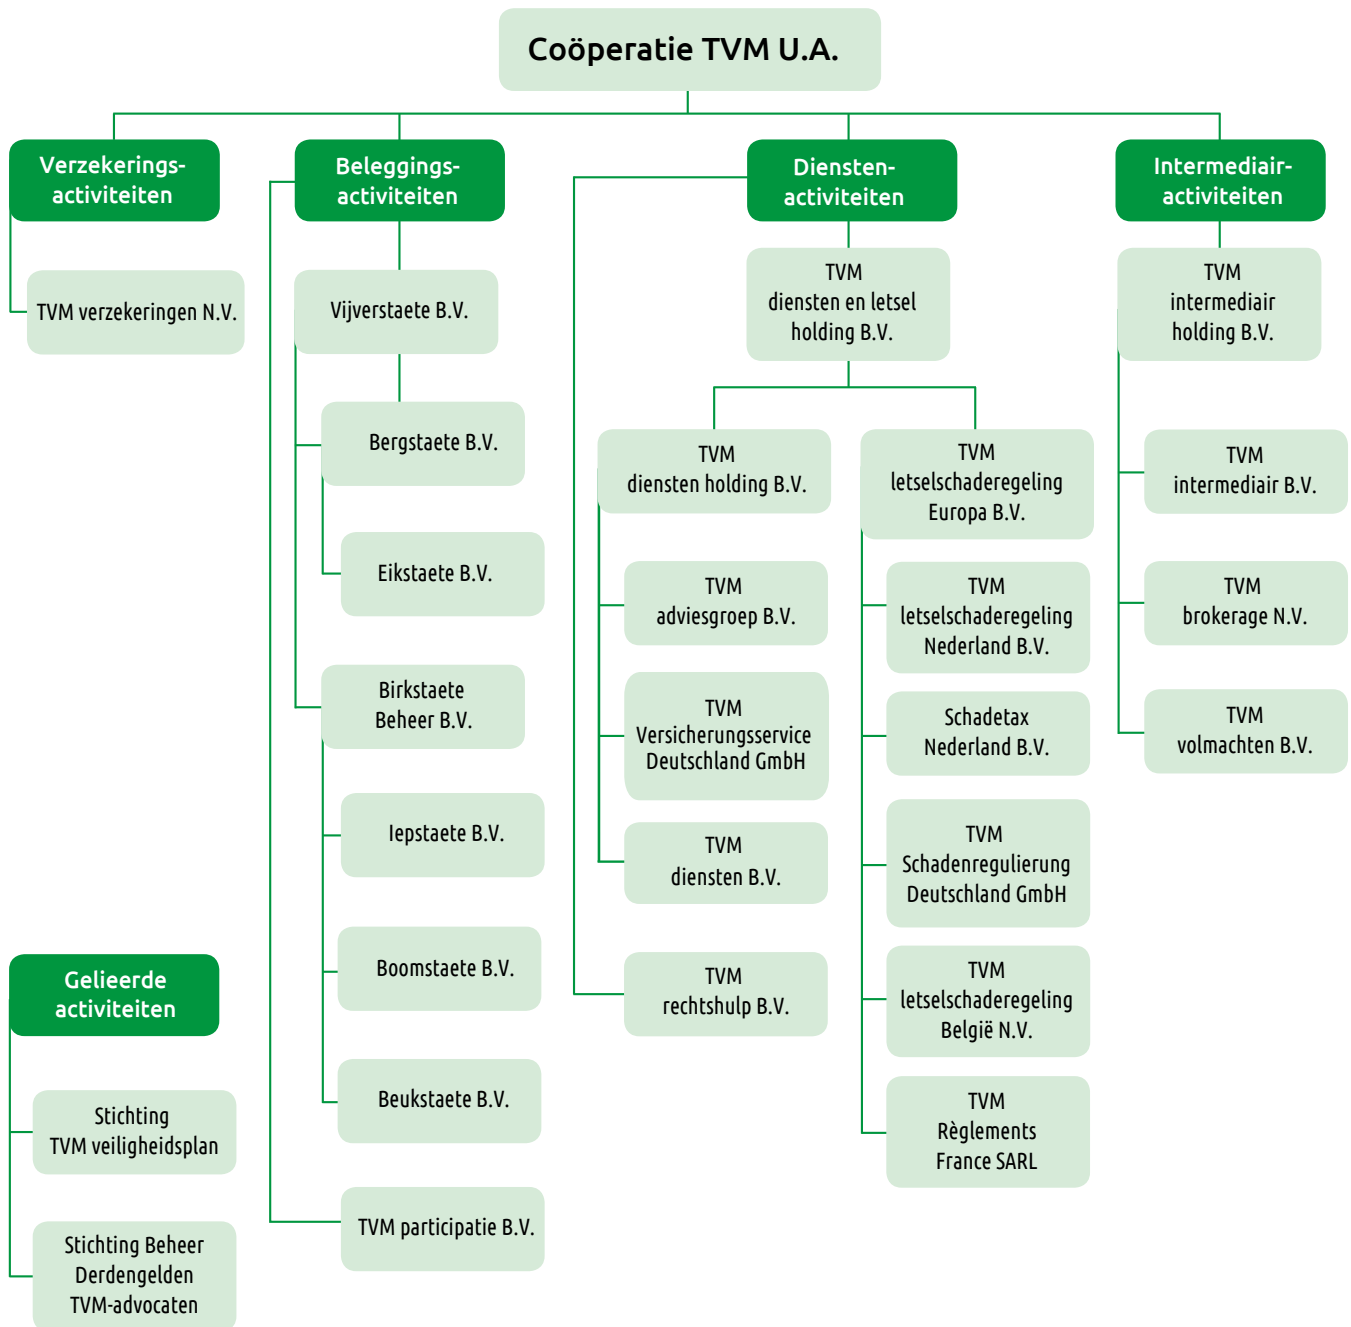 Coöperatie TVM U.A.
Verzekerings-
activiteiten
TVM verzekeringen N.V.
Beleggings-
activiteiten
Vijverstaete B.V.
Bergstaete B.V.
Eikstaete B.V.
Birkstaete
Beheer B.V.
Iepstaete B.V.
Boomstaete B.V.
Beukstaete B.V.
TVM participatie B.V.
Diensten-
activiteiten
TVM
diensten en letsel
holding B.V.
TVM
diensten holding B.V.
TVM
adviesgroep B.V.
TVM
Versicherungsservice
Deutschland GmbH
TVM
diensten B.V.
TVM
rechtshulp B.V.
TVM
letselschaderegeling
Europa B.V.
TVM
letselschaderegeling
Nederland B.V.
Schadetax
Nederland B.V.
TVM
Schadenregulierung
Deutschland GmbH
TVM
letselschaderegeling
België N.V.
TVM
Règlements
France SARL
Intermediair-
activiteiten
TVM
intermediair
holding B.V.
TVM
intermediair B.V.
TVM
brokerage N.V.
TVM
volmachten B.V.
Gelieerde
activiteiten
Stichting
TVM veiligheidsplan
Stichting Beheer
Derdengelden
TVM-advocaten